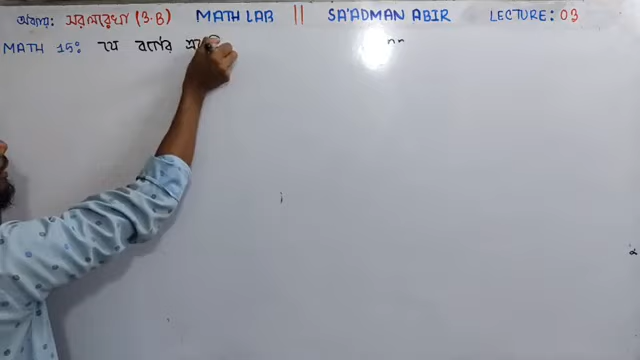 অধ্যায়: সরলরেখা (3.B) MATH LAB || SA'ADMAN ABIR LECTURE: 03
MATH 15: যে বর্গের